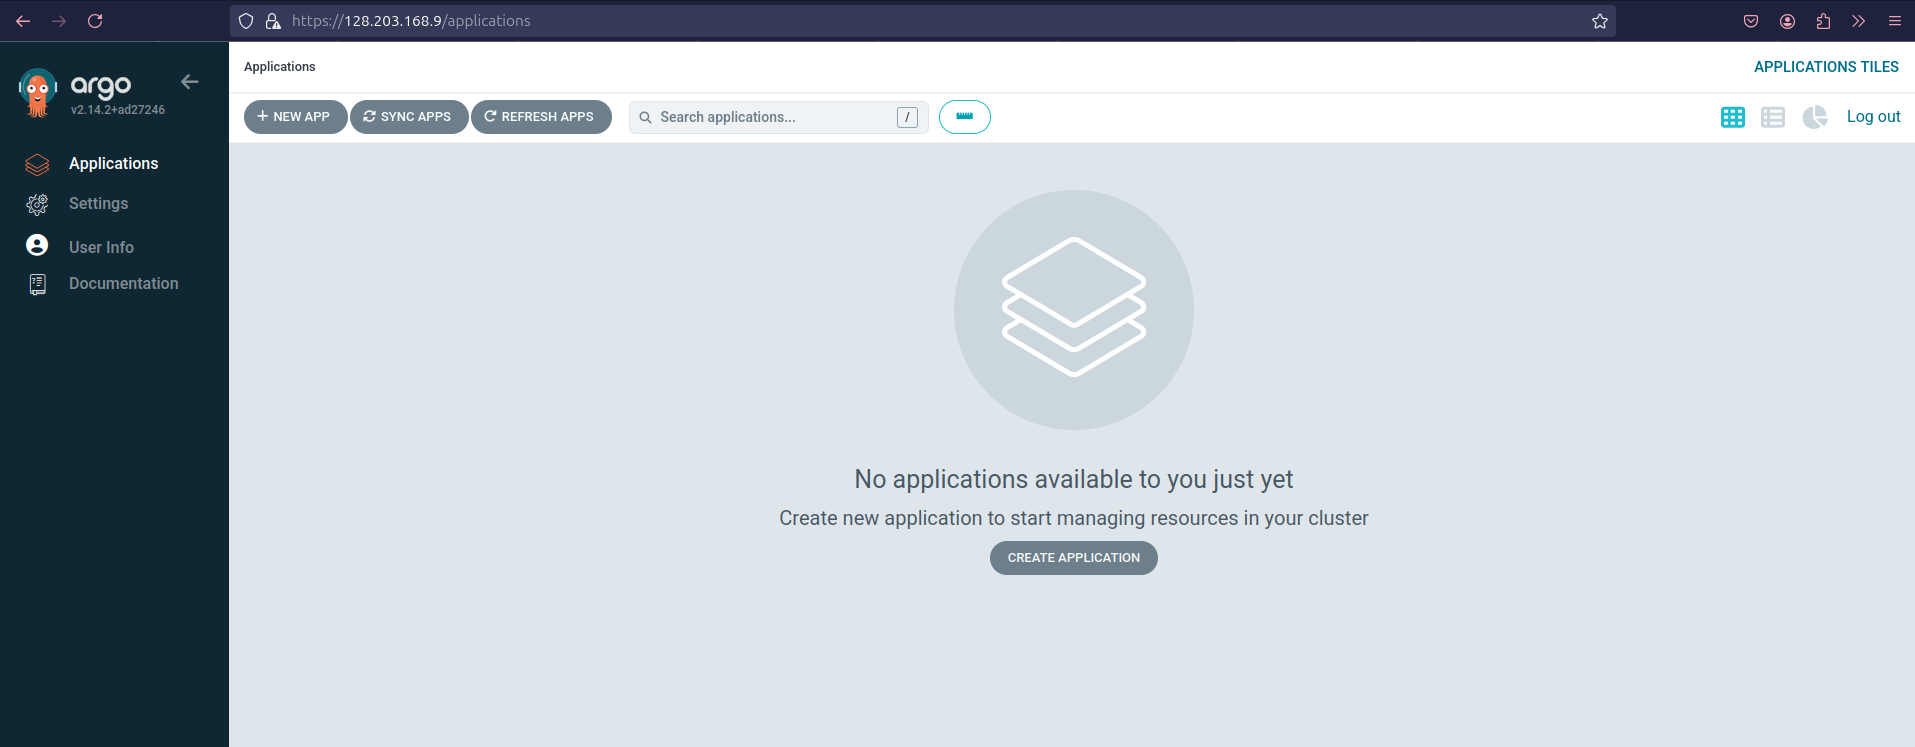 https://128.203.168.9/applications
argo
v2.14.2+ad27246
Applications
Settings
User Info
Documentation
Applications
APPLICATIONS TILES
NEW APP
SYNC APPS
REFRESH APPS
Search applications...
/
Log out
No applications available to you just yet
Create new application to start managing resources in your cluster
CREATE APPLICATION